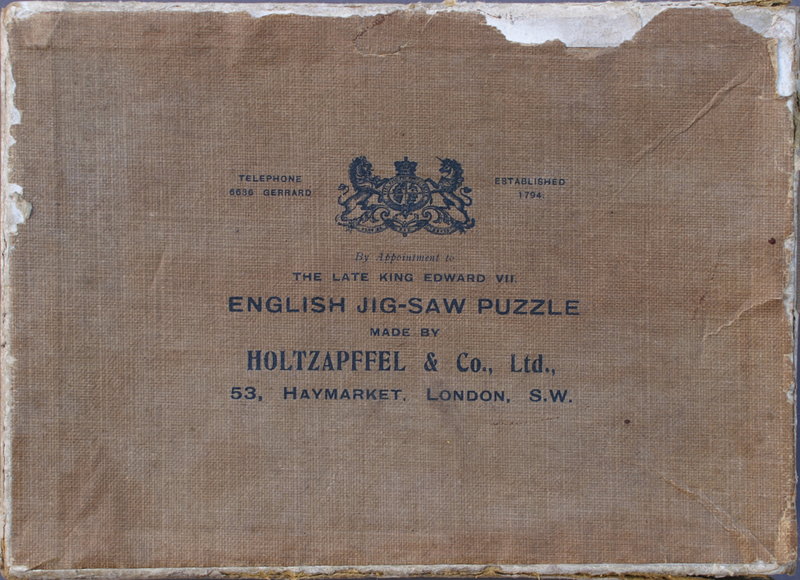 TELEPHONE
6636 GERRARD
ESTABLISHED
1794.
By Appointment to
THE LATE KING EDWARD VII.
ENGLISH JIG-SAW PUZZLE
MADE BY
HOLTZAPFFEL & Co., Ltd.,
53, HAYMARKET, LONDON, S.W.